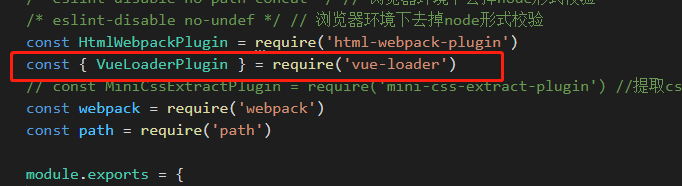 /* eslint-disable no-path-concat */ // 浏览器环境下去掉node形式校验
/* eslint-disable no-undef */ // 浏览器环境下去掉node形式校验
const HtmlWebpackPlugin = require('html-webpack-plugin')
const { VueLoaderPlugin } = require('vue-loader')
// const MiniCssExtractPlugin = require('mini-css-extract-plugin') //提取cs
const webpack = require('webpack')
const path = require('path')
module.exports = {